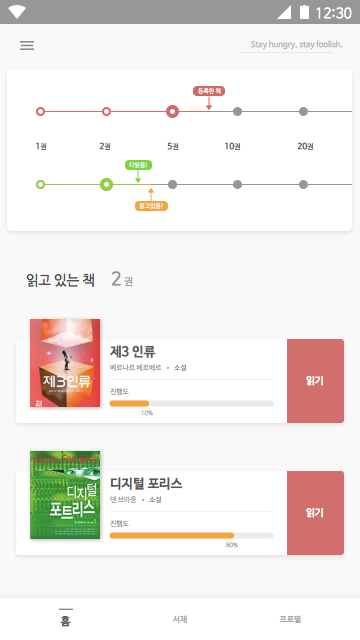 12:30
Stay hungry, stay foolish.
등록한 책
1권 2권 5권 10권 20권
다읽음!
읽고있음!
읽고 있는 책 2 권
제3인류
제3 인류
베르나르 베르베르 • 소설
진행도
10%
읽기
디지털
포트리스
디지털 포리스
댄 브라운 • 소설
진행도
80%
읽기
홈 서재 프로필